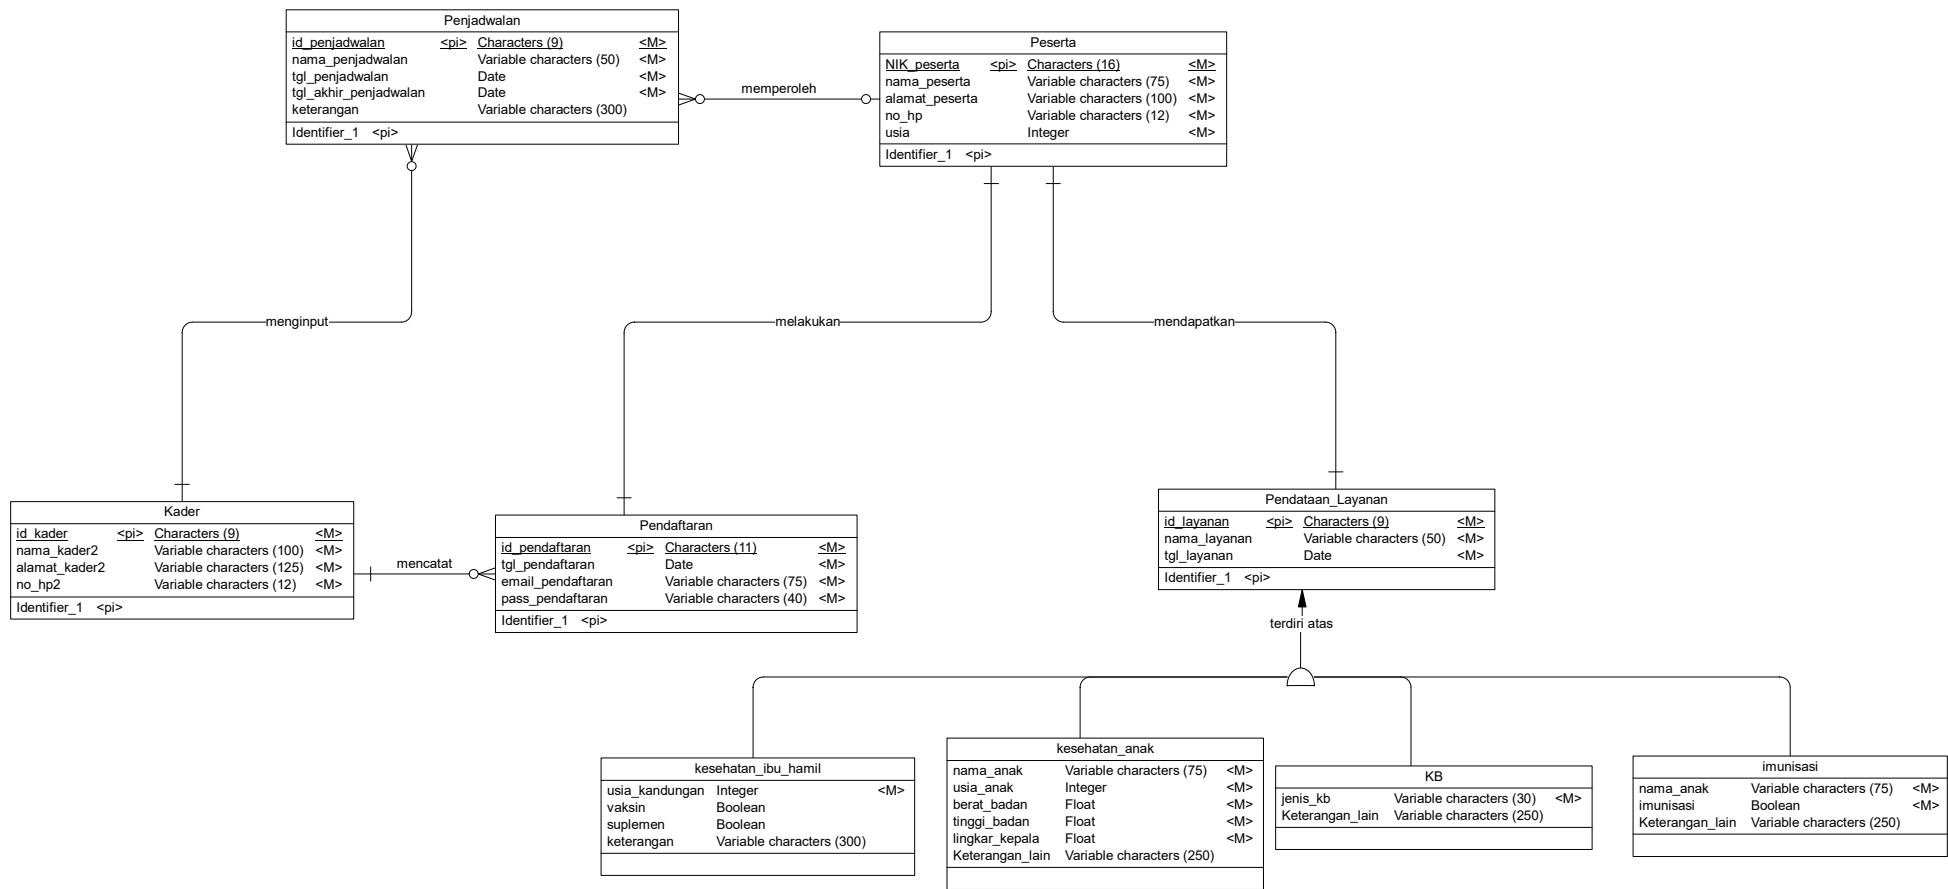 Penjadwalan
id_penjadwalan <pi> Characters (9) <M>
nama_penjadwalan Variable characters (50) <M>
tgl_penjadwalan Date <M>
tgl_akhir_penjadwalan Date <M>
keterangan Variable characters (300)
Identifier_1 <pi>
memperoleh
Peserta
NIK_peserta <pi> Characters (16) <M>
nama_peserta Variable characters (75) <M>
alamat_peserta Variable characters (100) <M>
no_hp Variable characters (12) <M>
usia Integer <M>
Identifier_1 <pi>
menginput
melakukan
mendapatkan
Kader
id_kader <pi> Characters (9) <M>
nama_kader2 Variable characters (100) <M>
alamat_kader2 Variable characters (125) <M>
no_hp2 Variable characters (12) <M>
Identifier_1 <pi>
mencatat
Pendaftaran
id_pendaftaran <pi> Characters (11) <M>
tgl_pendaftaran Date <M>
email_pendaftaran Variable characters (75) <M>
pass_pendaftaran Variable characters (40) <M>
Identifier_1 <pi>
Pendataan_Layanan
id_layanan <pi> Characters (9) <M>
nama_layanan Variable characters (50) <M>
tgl_layanan Date <M>
Identifier_1 <pi>
terdiri atas
kesehatan_ibu_hamil
usia_kandungan Integer <M>
vaksin Boolean
suplemen Boolean
keterangan Variable characters (300)
kesehatan_anak
nama_anak Variable characters (75) <M>
usia_anak Integer <M>
berat_badan Float <M>
tinggi_badan Float <M>
lingkar_kepala Float <M>
Keterangan_lain Variable characters (250)
KB
jenis_kb Variable characters (30) <M>
Keterangan_lain Variable characters (250)
imunisasi
nama_anak Variable characters (75) <M>
imunisasi Boolean <M>
Keterangan_lain Variable characters (250)